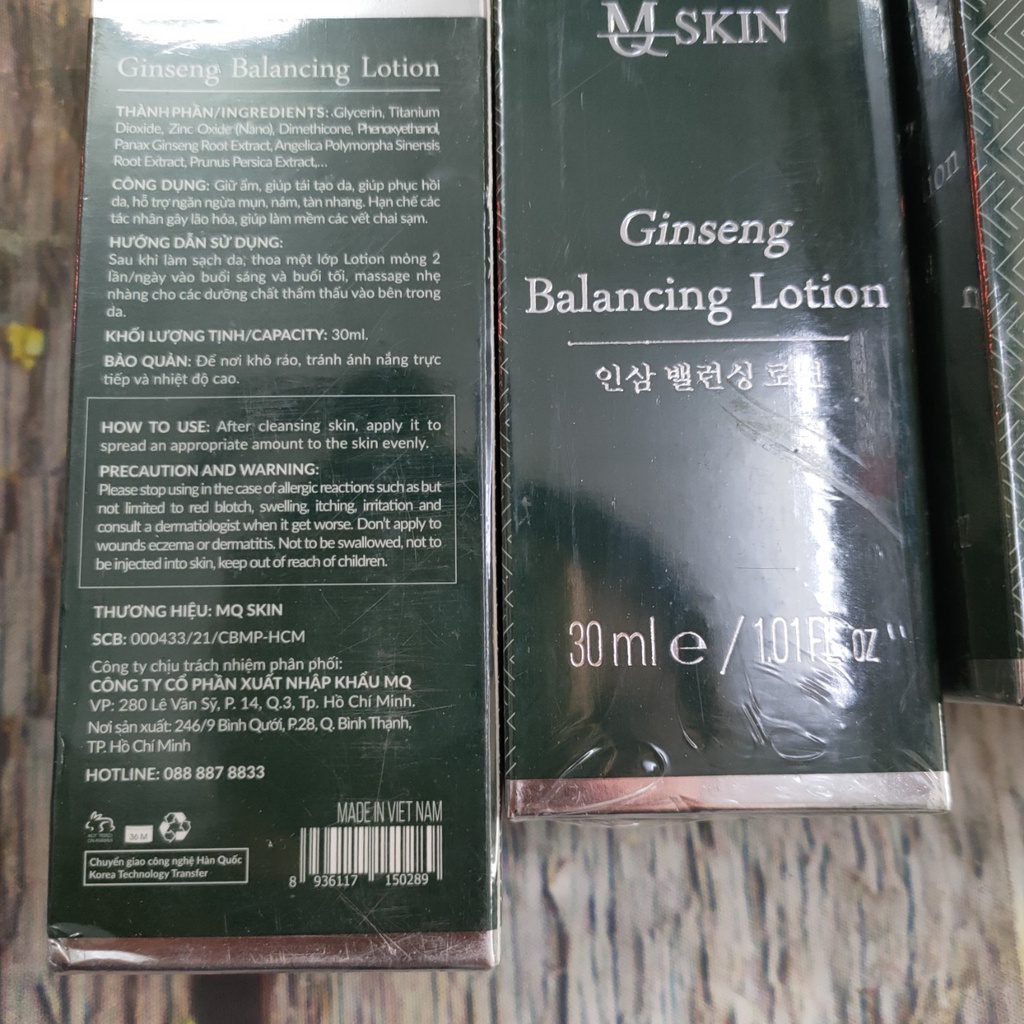 Ginseng Balancing Lotion
THÀNH PHẦN/INGREDIENTS: Glycerin, Titanium
Dioxide, Zinc Oxide (Nano), Dimethicone, Phenoxyethanol,
Panax Ginseng Root Extract, Angelica Polymorpha Sinensis
Root Extract, Prunus Persica Extract,...
CÔNG DỤNG: Giữ ẩm, giúp tái tạo da, giúp phục hồi
da, hỗ trợ ngăn ngừa mụn, nám, tàn nhang. Hạn chế các
tác nhân gây lão hóa, giúp làm mềm các vết chai sạm.
HƯỚNG DẪN SỬ DỤNG:
Sau khi làm sạch da, thoa một lớp Lotion mỏng 2
lần/ngày vào buổi sáng và buổi tối, massage nhẹ
nhàng cho các dưỡng chất thẩm thấu vào bên trong
da.
KHỐI LƯỢNG TỊNH/CAPACITY: 30ml.
BẢO QUẢN: Để nơi khô ráo, tránh ánh nắng trực
tiếp và nhiệt độ cao.
HOW TO USE: After cleansing skin, apply it to
spread an appropriate amount to the skin evenly.
PRECAUTION AND WARNING:
Please stop using in the case of allergic reactions such as but
not limited to red blotch, swelling, itching, irritation and
consult a dermatiologist when it get worse. Don't apply to
wounds eczema or dermatitis. Not to be swallowed, not to
be injected into skin, keep out of reach of children.
THƯƠNG HIỆU: MQ SKIN
SCB: 000433/21/CBMP-HCM
Công ty chịu trách nhiệm phân phối:
CÔNG TY CỔ PHẦN XUẤT NHẬP KHẨU MQ
VP: 280 Lê Văn Sỹ, P. 14, Q.3, Tp. Hồ Chí Minh.
Nơi sản xuất: 246/9 Bình Quới, P.28, Q. Bình Thạnh,
TP. Hồ Chí Minh
HOTLINE: 088 887 8833
MADE IN VIET NAM
36 M
Chuyển giao công nghệ Hàn Quốc
Korea Technology Transfer
8 936117 150289
MQ SKIN
Ginseng
Balancing Lotion
인삼 밸런싱
30 ml e / 1.01 Fl. oz